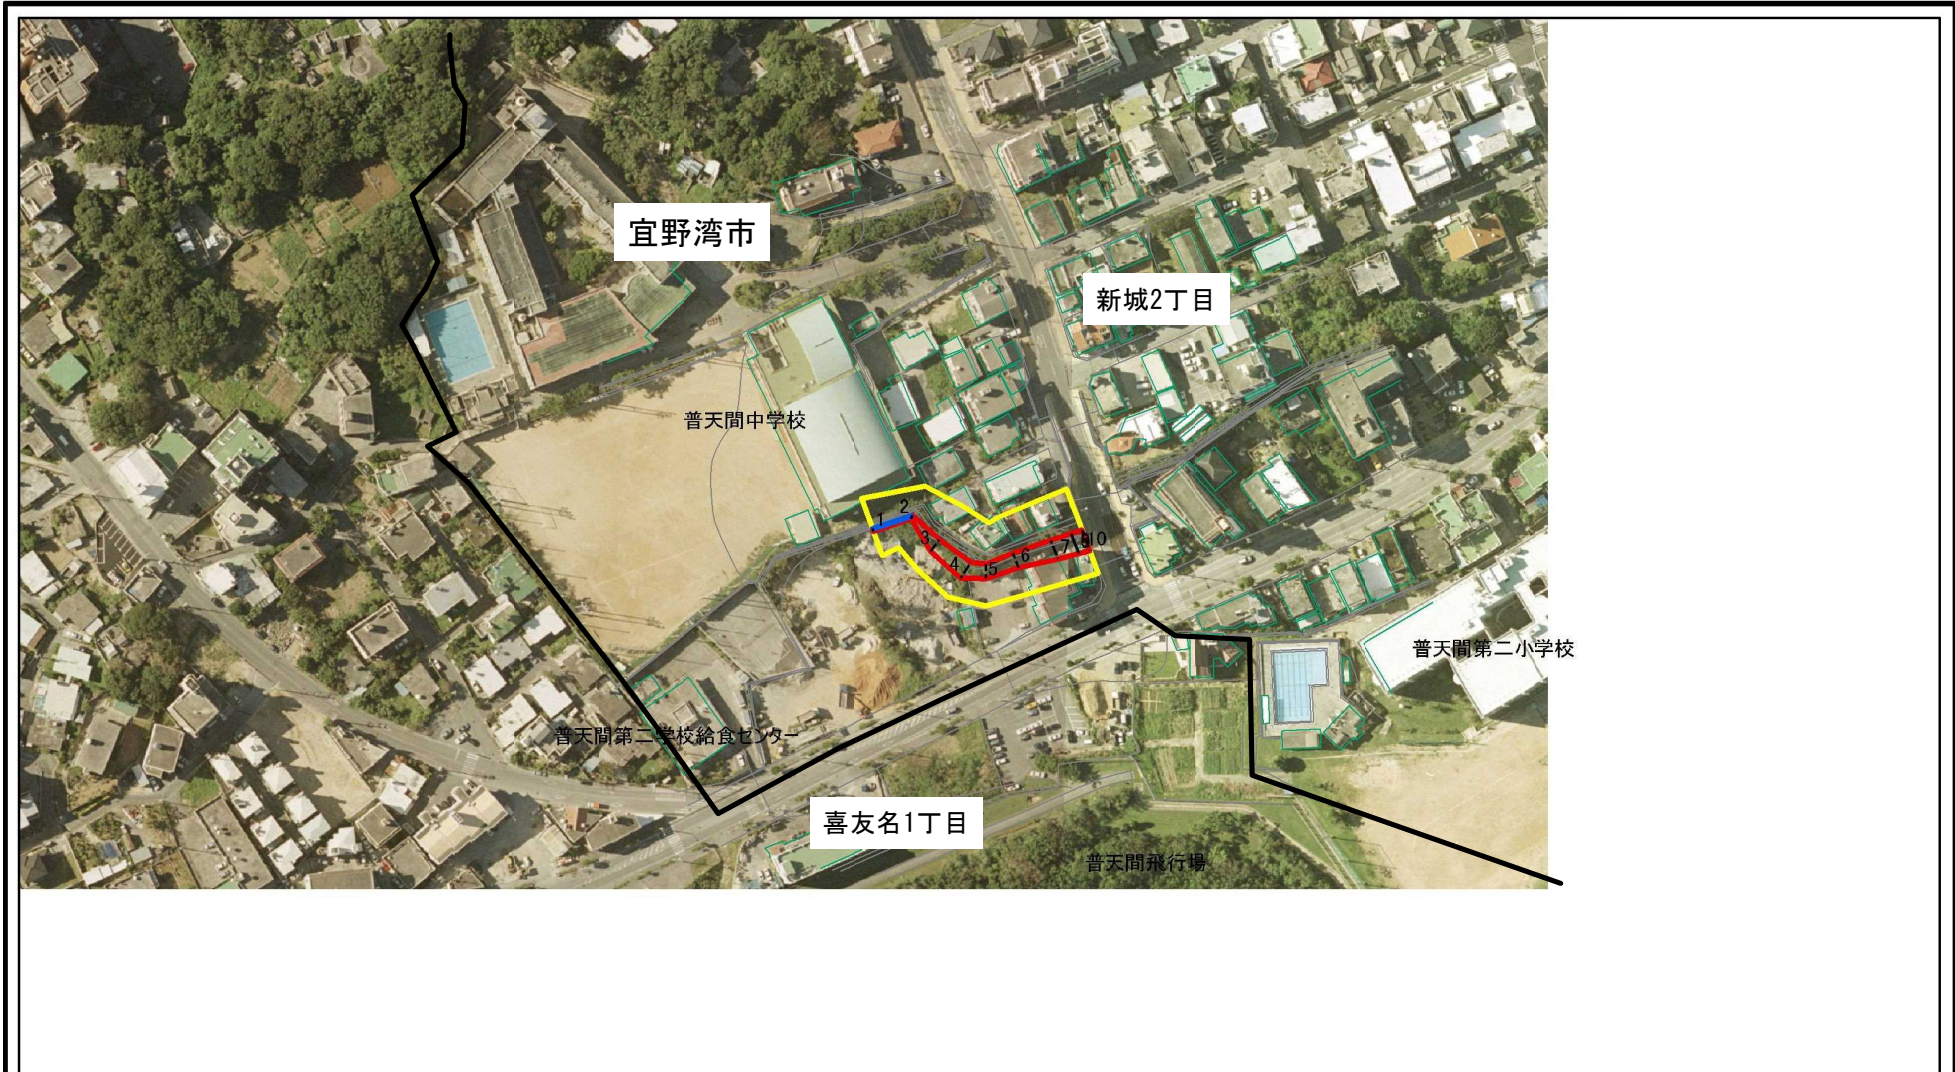 宜野湾市
新城2丁目
普天間中学校
1
2
3
4
5
6
7
10
普天間第二小学校
普天間第二学校給食センター
喜友名1丁目
普天間飛行場